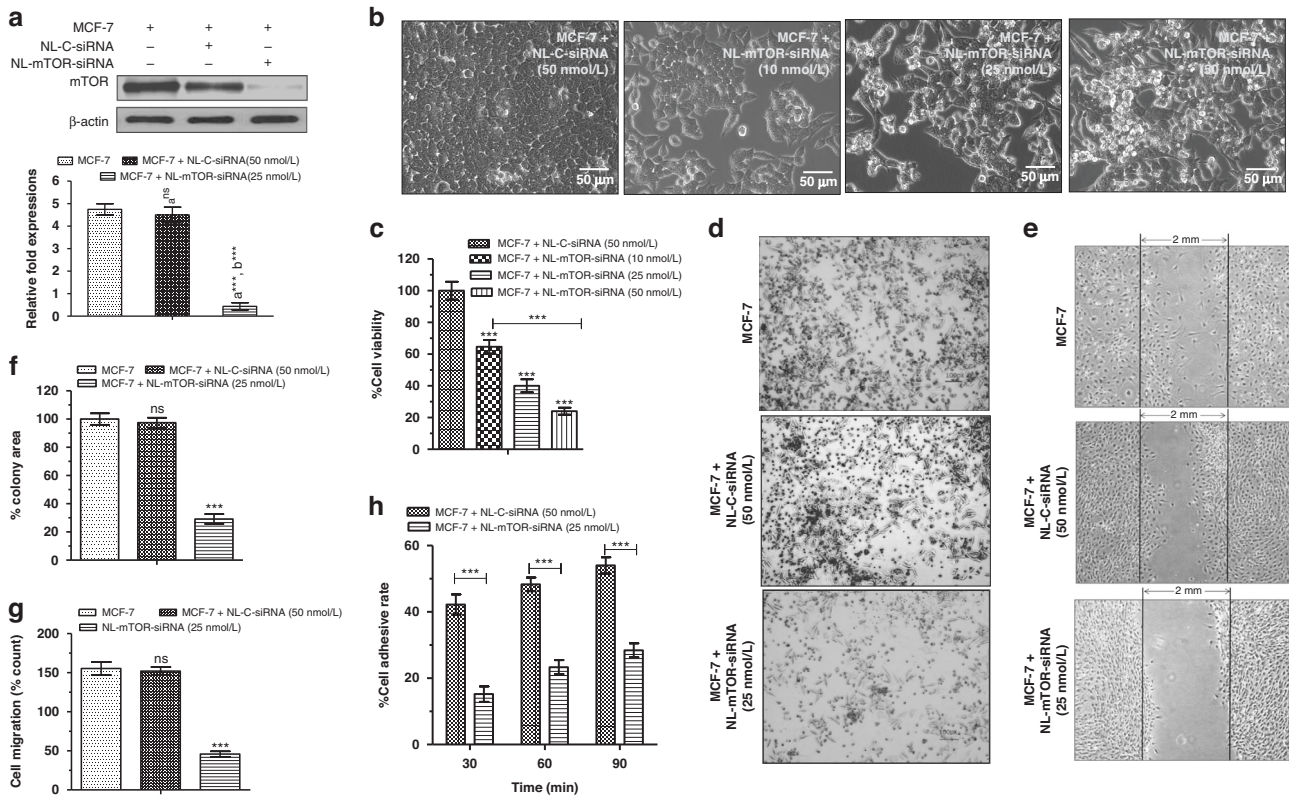 a
MCF-7 + + +
NL-C-siRNA – + –
NL-mTOR-siRNA – – +
mTOR
β-actin
MCF-7 MCF-7 + NL-C-siRNA(50 nmol/L)
MCF-7 + NL-mTOR-siRNA(25 nmol/L)
Relative fold expressions
6
5
4
3
2
1
0
a ns
a***, b***
b
MCF-7 +
NL-C-siRNA
(50 nmol/L)
50 µm
MCF-7 +
NL-mTOR-siRNA
(10 nmol/L)
50 µm
MCF-7 +
NL-mTOR-siRNA
(25 nmol/L)
50 µm
MCF-7 +
NL-mTOR-siRNA
(50 nmol/L)
50 µm
c
MCF-7 + NL-C-siRNA (50 nmol/L)
MCF-7 + NL-mTOR-siRNA (10 nmol/L)
MCF-7 + NL-mTOR-siRNA (25 nmol/L)
MCF-7 + NL-mTOR-siRNA (50 nmol/L)
%Cell viability
120
100
80
60
40
20
0
***
***
***
***
d
MCF-7
MCF-7 +
NL-C-siRNA
(50 nmol/L)
MCF-7 +
NL-mTOR-siRNA
(25 nmol/L)
e
MCF-7
2 mm
MCF-7 +
NL-C-siRNA
(50 nmol/L)
2 mm
MCF-7 +
NL-mTOR-siRNA
(25 nmol/L)
2 mm
f
MCF-7 MCF-7 + NL-C-siRNA (50 nmol/L)
MCF-7 + NL-mTOR-siRNA (25 nmol/L)
% colony area
120
100
80
60
40
20
0
ns
***
g
MCF-7 MCF-7 + NL-C-siRNA (50 nmol/L)
NL-mTOR-siRNA (25 nmol/L)
Cell migration (% count)
200
150
100
50
0
ns
***
h
MCF-7 + NL-C-siRNA (50 nmol/L)
MCF-7 + NL-mTOR-siRNA (25 nmol/L)
%Cell adhesive rate
60
40
20
0
***
***
***
30 60 90
Time (min)